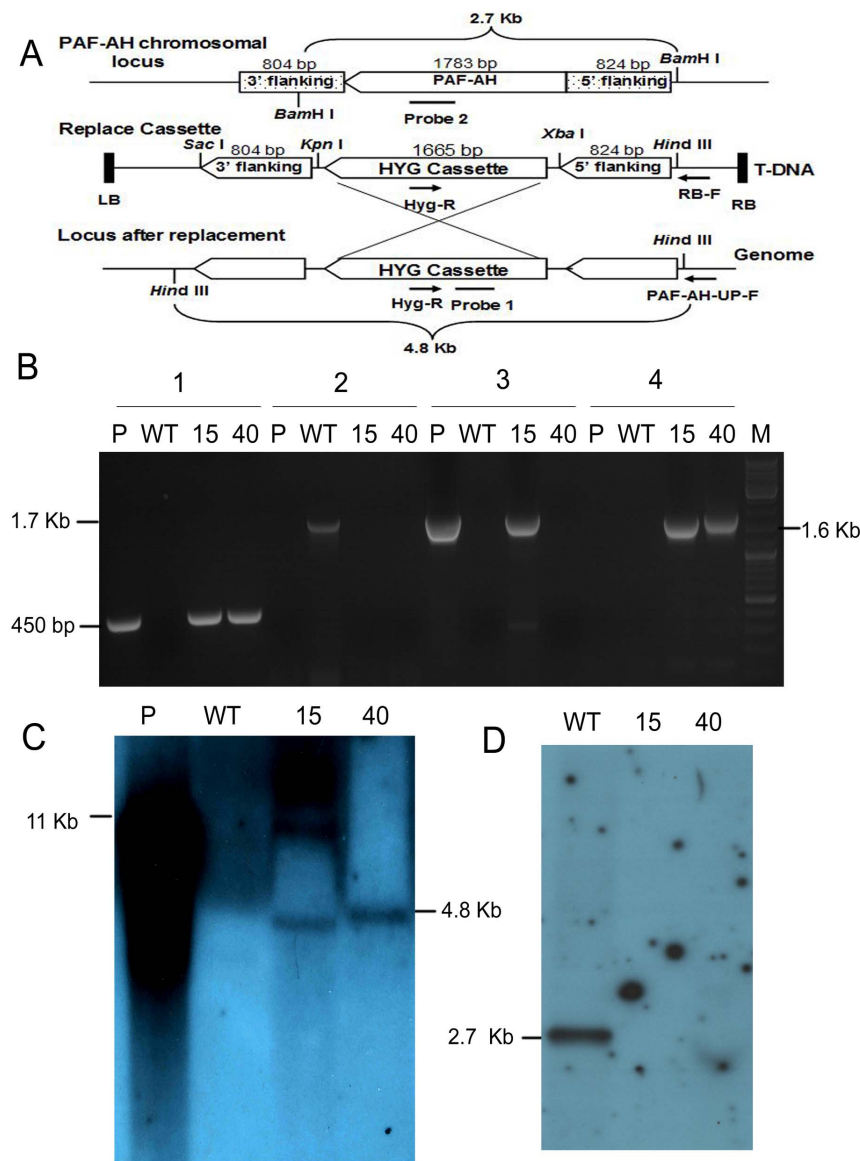 A
2.7 Kb
PAF-AH chromosomal
locus
804 bp
1783 bp
824 bp
BamH I
3' flanking
PAF-AH
5' flanking
BamH I
Probe 2
Replace Cassette
Sac I
804 bp
Kpn I
1665 bp
Xba I
824 bp
Hind III
3' flanking
HYG Cassette
5' flanking
T-DNA
LB
Hyg-R
RB-F
RB
Locus after replacement
Hind III
Genome
HYG Cassette
Hind III
Hyg-R
Probe 1
PAF-AH-UP-F
4.8 Kb
B
1 2 3 4
P WT 15 40 P WT 15 40 P WT 15 40 P WT 15 40 M
1.7 Kb
1.6 Kb
450 bp
C
P WT 15 40
11 Kb
4.8 Kb
D
WT 15 40
2.7 Kb